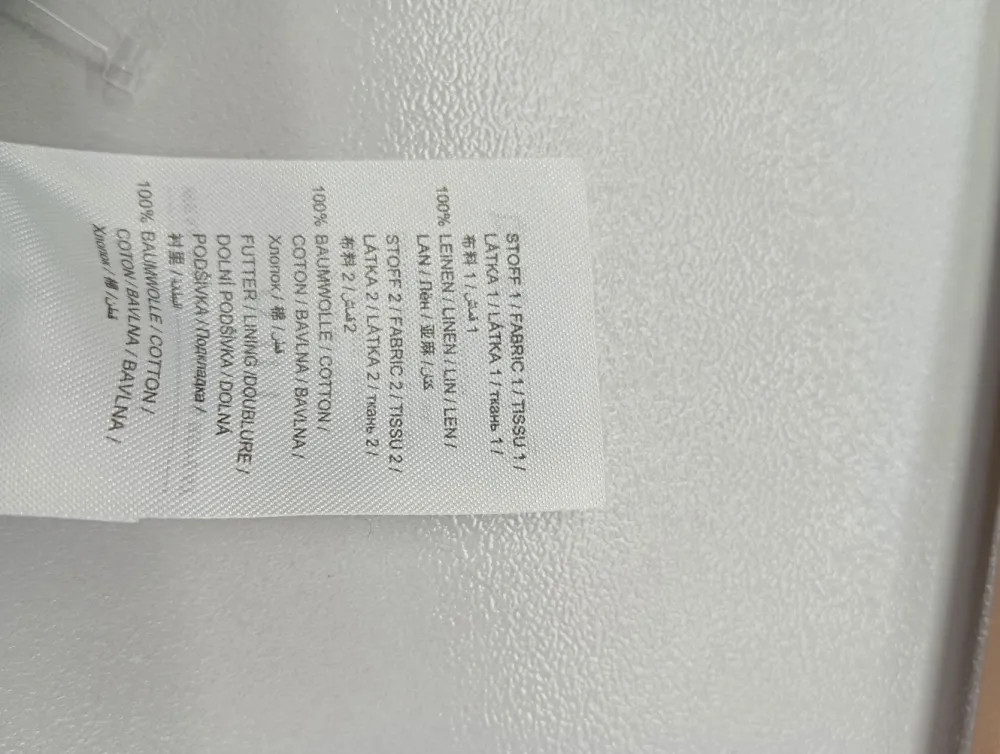 STOFF 1 / FABRIC 1 / TISSU 1 /
LÁTKA 1 / LÁTKA 1 / ткань 1 /
布料 1 / قماش 1
100% LEINEN / LINEN / LIN / LEN /
LAN / Лён / 亚麻 / كتان
STOFF 2 / FABRIC 2 / TISSU 2 /
LÁTKA 2 / LÁTKA 2 / ткань 2 /
布料 2 / قماش 2
100% BAUMWOLLE / COTTON /
COTON / BAVLNA / BAVLNA /
Хлопок / 棉 / قطن
FUTTER / LINING /DOUBLURE /
DOLNÍ PODŠÍVKA / DOLNÁ
PODŠÍVKA / Подкладка /
衬里 / البطانة
100% BAUMWOLLE / COTTON /
COTON / BAVLNA / BAVLNA /
Хлопок / 棉 / قطن